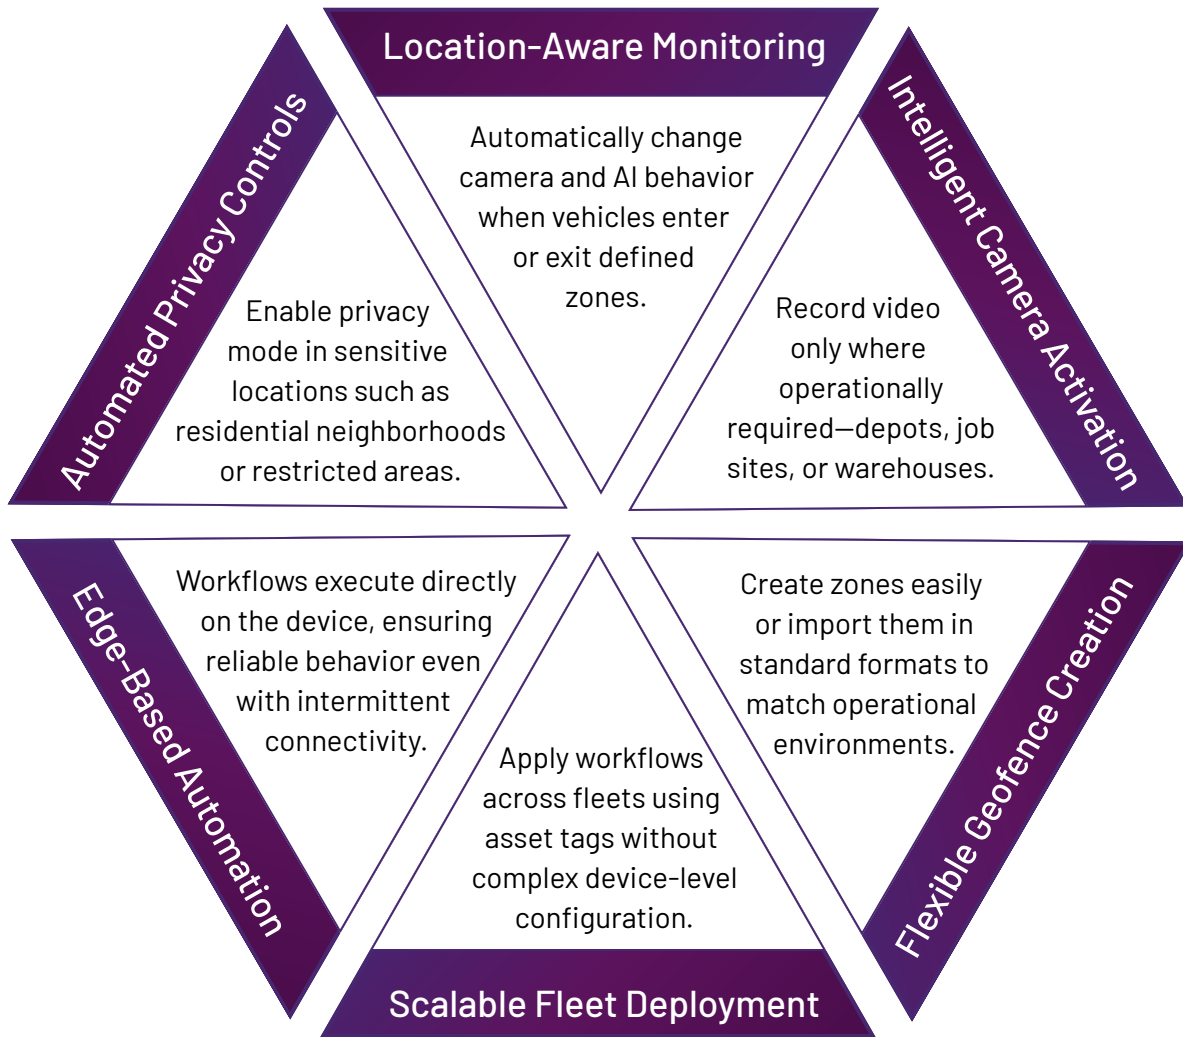 Location-Aware Monitoring
Automatically change
camera and AI behavior
when vehicles enter
or exit defined
zones.
Intelligent Camera Activation
Record video
only where
operationally
required—depots, job
sites, or warehouses.
Flexible Geofence Creation
Create zones easily
or import them in
standard formats to
match operational
environments.
Scalable Fleet Deployment
Apply workflows
across fleets using
asset tags without
complex device-level
configuration.
Edge-Based Automation
Workflows execute directly
on the device, ensuring
reliable behavior even
with intermittent
connectivity.
Automated Privacy Controls
Enable privacy
mode in sensitive
locations such as
residential neighborhoods
or restricted areas.